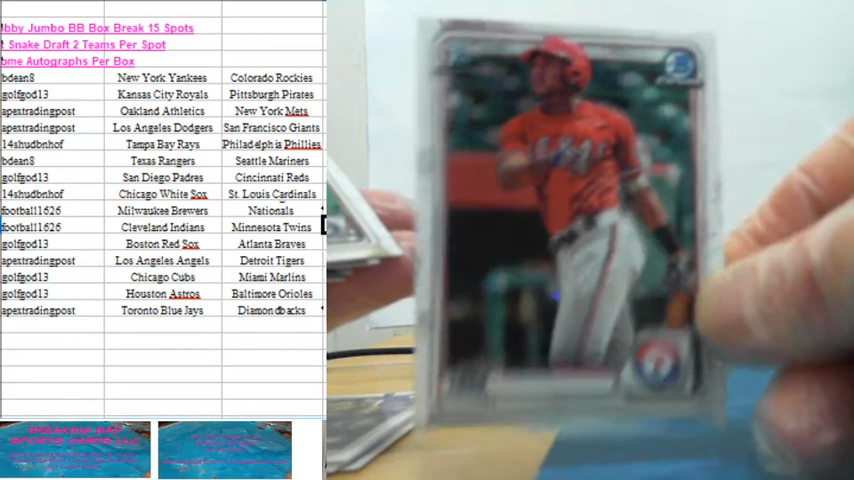 bby Jumbo BB Box Break 15 Spots
Snake Draft 2 Teams Per Spot
ome Autographs Per Box
bdean8 New York Yankees Colorado Rockies
golfgod13 Kansas City Royals Pittsburgh Pirates
apextradingpost Oakland Athletics New York Mets
apextradingpost Los Angeles Dodgers San Francisco Giants
14shudbnhof Tampa Bay Rays Philadelphia Phillies
bdean8 Texas Rangers Seattle Mariners
golfgod13 San Diego Padres Cincinnati Reds
14shudbnhof Chicago White Sox St. Louis Cardinals
football1626 Milwaukee Brewers Nationals
football1626 Cleveland Indians Minnesota Twins
golfgod13 Boston Red Sox Atlanta Braves
apextradingpost Los Angeles Angels Detroit Tigers
golfgod13 Chicago Cubs Miami Marlins
golfgod13 Houston Astros Baltimore Orioles
apextradingpost Toronto Blue Jays Diamondbacks
BREAKING BAD
SPORTS CARDS LLC